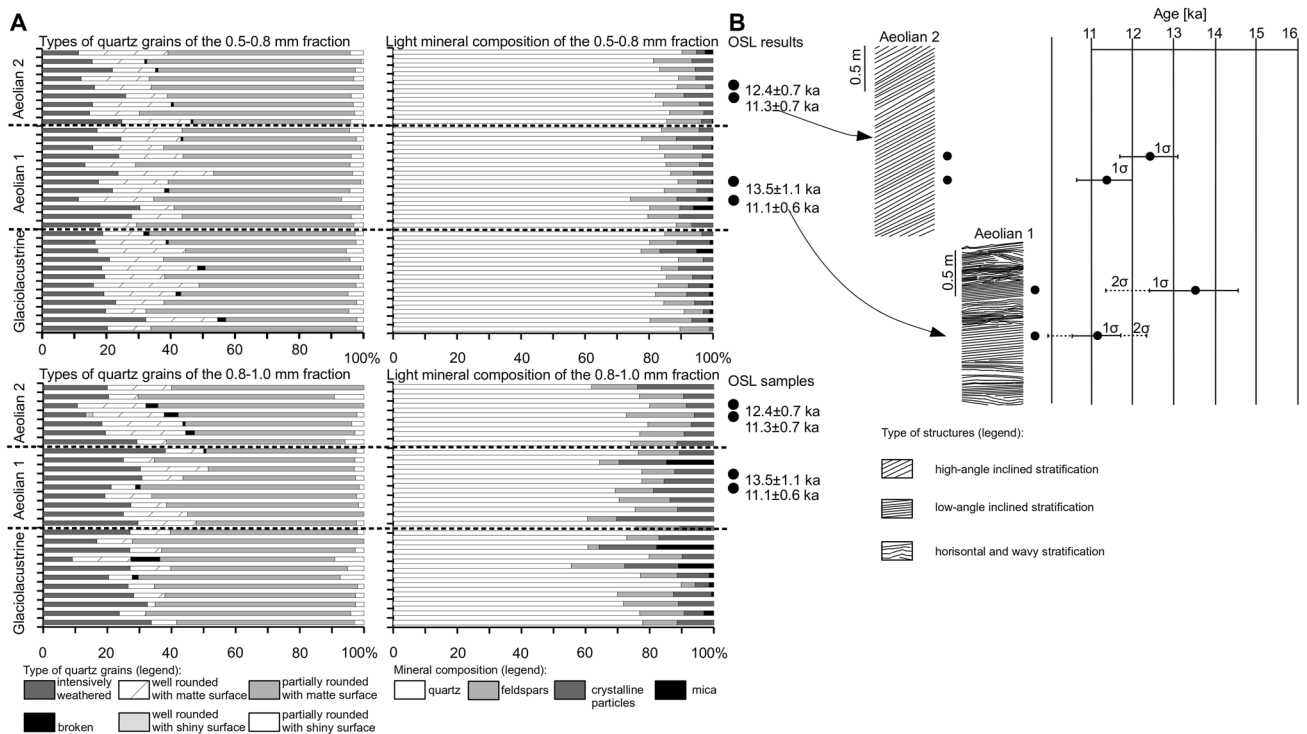 A
Types of quartz grains of the 0.5-0.8 mm fraction
Light mineral composition of the 0.5-0.8 mm fraction
Aeolian 2
Aeolian 1
Glaciolacustrine
0 20 40 60 80 100%
0 20 40 60 80 100%
OSL results
12.4±0.7 ka
11.3±0.7 ka
13.5±1.1 ka
11.1±0.6 ka
Types of quartz grains of the 0.8-1.0 mm fraction
Light mineral composition of the 0.8-1.0 mm fraction
Aeolian 2
Aeolian 1
Glaciolacustrine
0 20 40 60 80 100%
0 20 40 60 80 100%
OSL samples
12.4±0.7 ka
11.3±0.7 ka
13.5±1.1 ka
11.1±0.6 ka
Type of quartz grains (legend):
intensively
weathered
well rounded
with matte surface
partially rounded
with matte surface
broken
well rounded
with shiny surface
partially rounded
with shiny surface
Mineral composition (legend):
quartz
feldspars
crystalline
particles
mica
B
Age [ka]
11 12 13 14 15 16
Aeolian 2
0.5 m
1σ
1σ
Aeolian 1
0.5 m
2σ 1σ
1σ 2σ
Type of structures (legend):
high-angle inclined stratification
low-angle inclined stratification
horisontal and wavy stratification